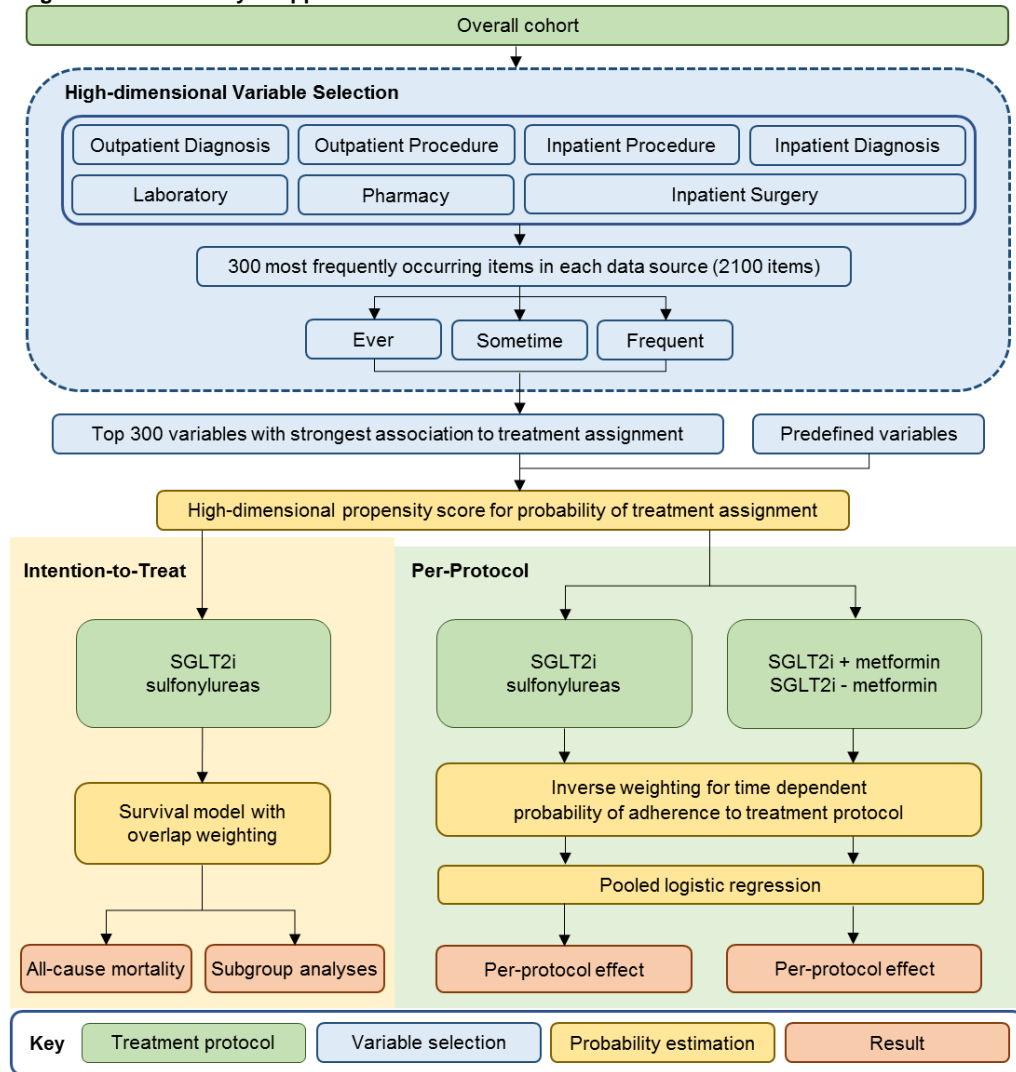 Overall cohort
High-dimensional Variable Selection
Outpatient Diagnosis
Outpatient Procedure
Inpatient Procedure
Inpatient Diagnosis
Laboratory
Pharmacy
Inpatient Surgery
300 most frequently occurring items in each data source (2100 items)
Ever
Sometime
Frequent
Top 300 variables with strongest association to treatment assignment
Predefined variables
High-dimensional propensity score for probability of treatment assignment
Intention-to-Treat
SGLT2i
sulfonylureas
Survival model with
overlap weighting
All-cause mortality
Subgroup analyses
Per-Protocol
SGLT2i
sulfonylureas
SGLT2i + metformin
SGLT2i - metformin
Inverse weighting for time dependent
probability of adherence to treatment protocol
Pooled logistic regression
Per-protocol effect
Per-protocol effect
Key
Treatment protocol
Variable selection
Probability estimation
Result